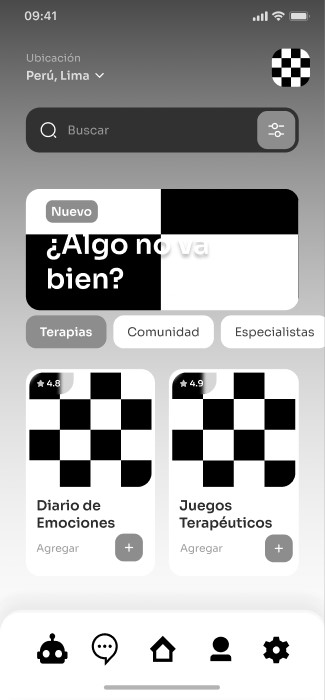 09:41
Ubicación
Perú, Lima
Buscar
Nuevo
¿Algo no va
bien?
Terapias
Comunidad
Especialistas
4.8
4.9
Diario de
Emociones
Juegos
Terapéuticos
Agregar
Agregar